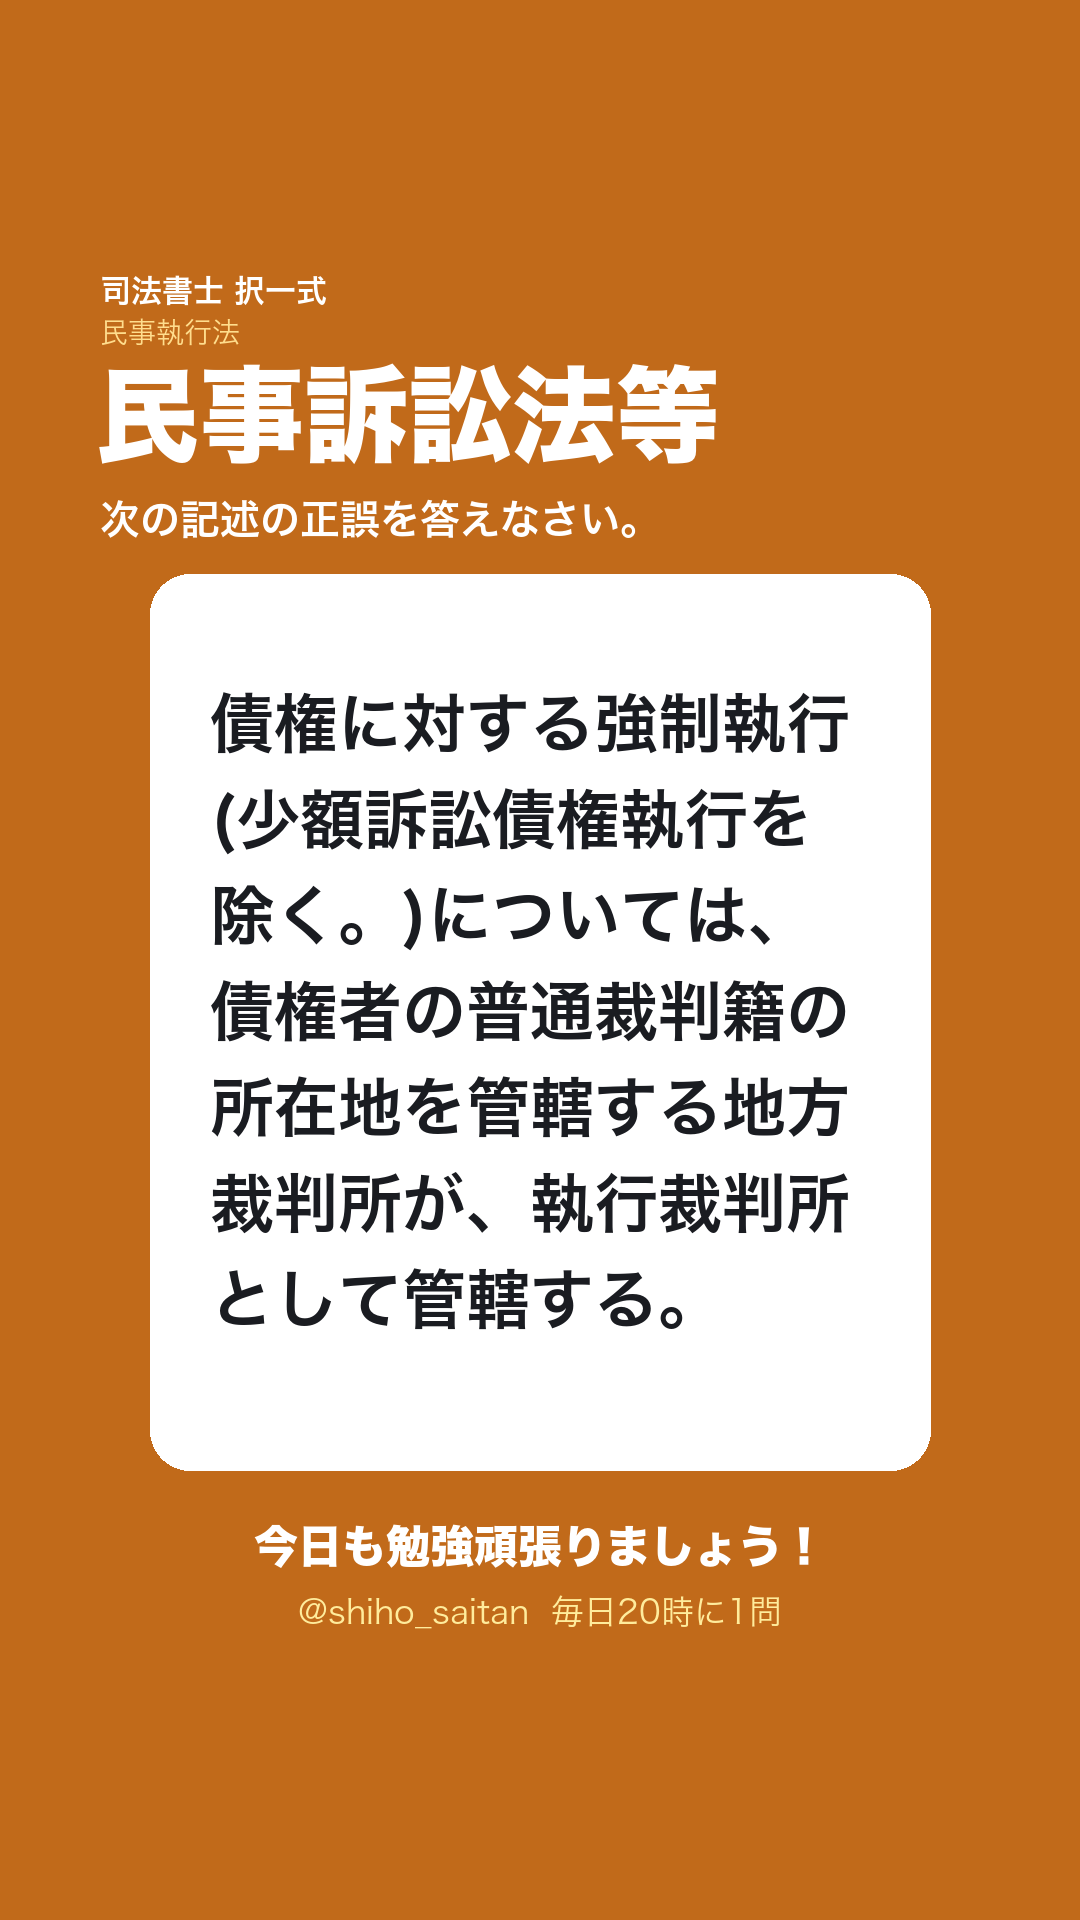 司法書士 択一式
民事執行法
民事訴訟法等
次の記述の正誤を答えなさい。
債権に対する強制執行
(少額訴訟債権執行を
除く。)については、
債権者の普通裁判籍の
所在地を管轄する地方
裁判所が、執行裁判所
として管轄する。
今日も勉強頑張りましょう！
@shiho_saitan 毎日20時に1問